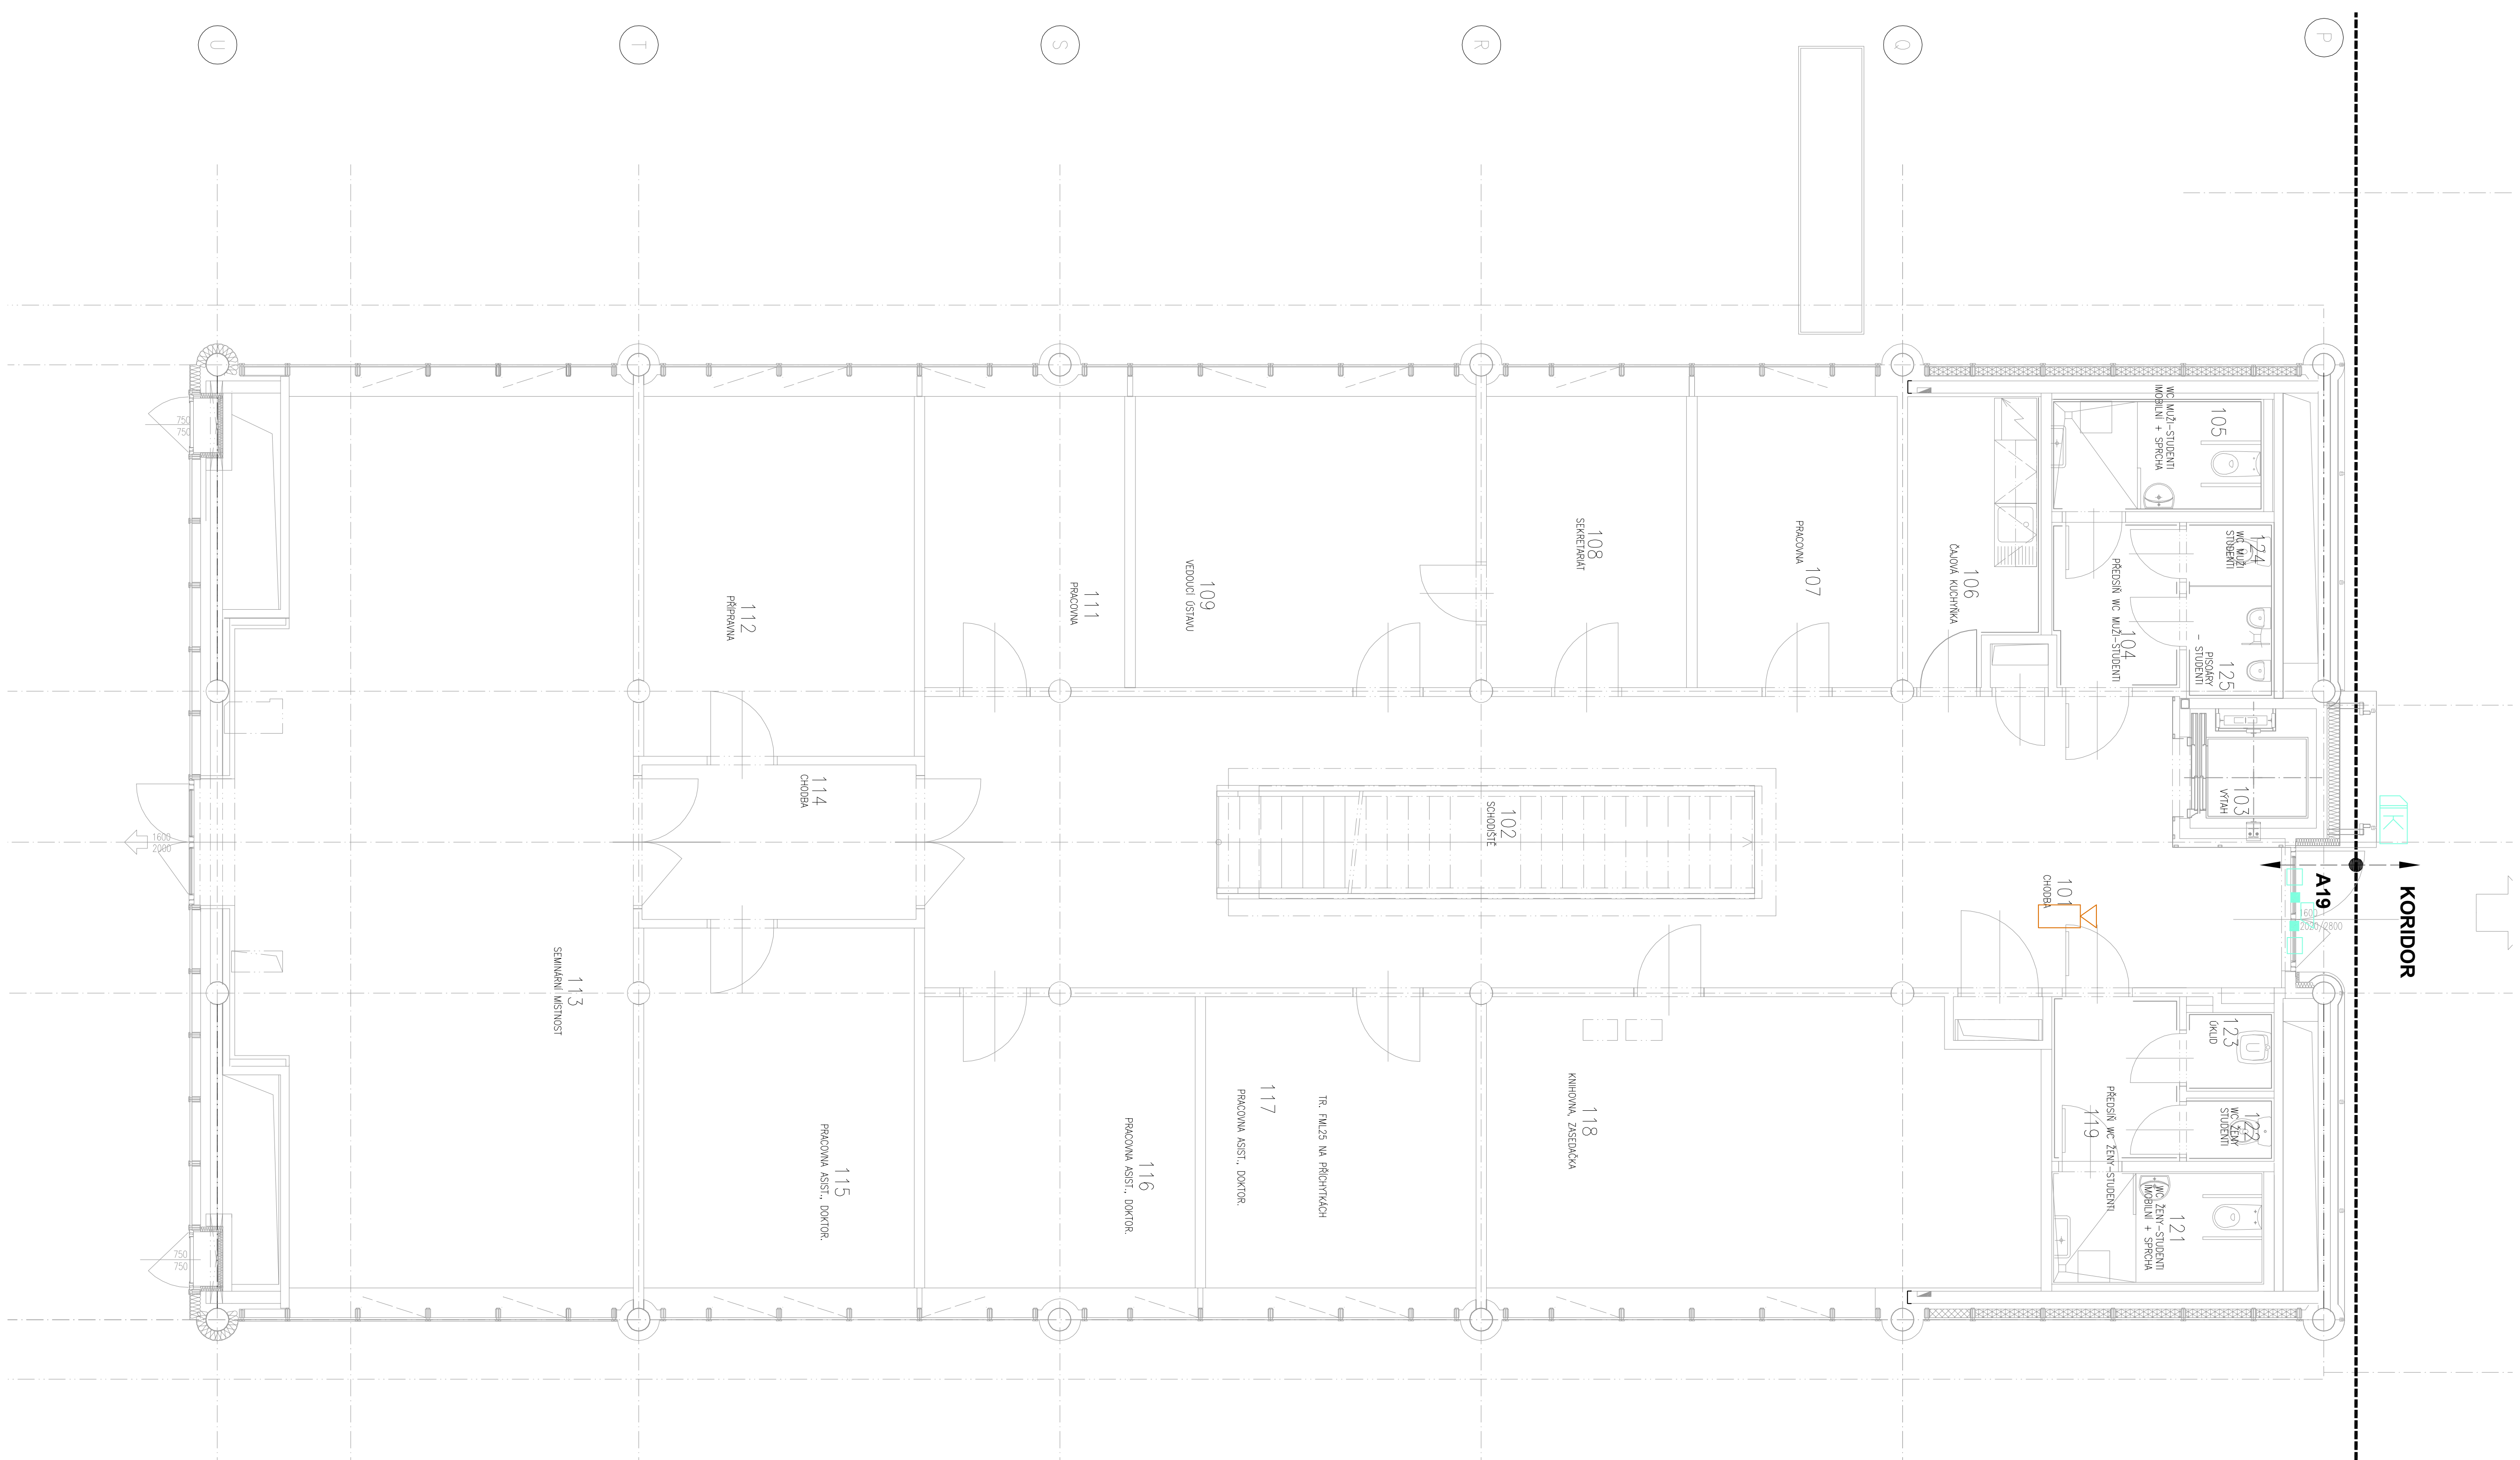 U
T
S
R
Q
P
105
WC MUŽI-STUDENTI
IMOBILNÍ + SPRCHA
124
WC MUŽI
STUDENTI
125
PISOÁRY
- STUDENTI
104
PŘEDSÍŇ WC MUŽI-STUDENTI
106
ČAJOVÁ KUCHYŇKA
107
PRACOVNA
108
SEKRETARIÁT
109
VEDOUCÍ ÚSTAVU
111
PRACOVNA
112
PŘÍPRAVNA
750
750
114
CHODBA
102
SCHODIŠTĚ
103
VÝTAH
K
KORIDOR
A19
1600
2020/2800
101
CHODBA
1600
2000
113
SEMINÁRNÍ MÍSTNOST
115
PRACOVNA ASIST., DOKTOR.
116
PRACOVNA ASIST., DOKTOR.
117
PRACOVNA ASIST., DOKTOR.
TR. FML25 NA PŘÍCHYTKÁCH
118
KNIHOVNA, ZASEDAČKA
123
ÚKLID
122
WC ŽENY
STUDENTI
119
PŘEDSÍŇ WC ŽENY-STUDENTI
121
WC ŽENY-STUDENTI
IMOBILNÍ + SPRCHA
750
750